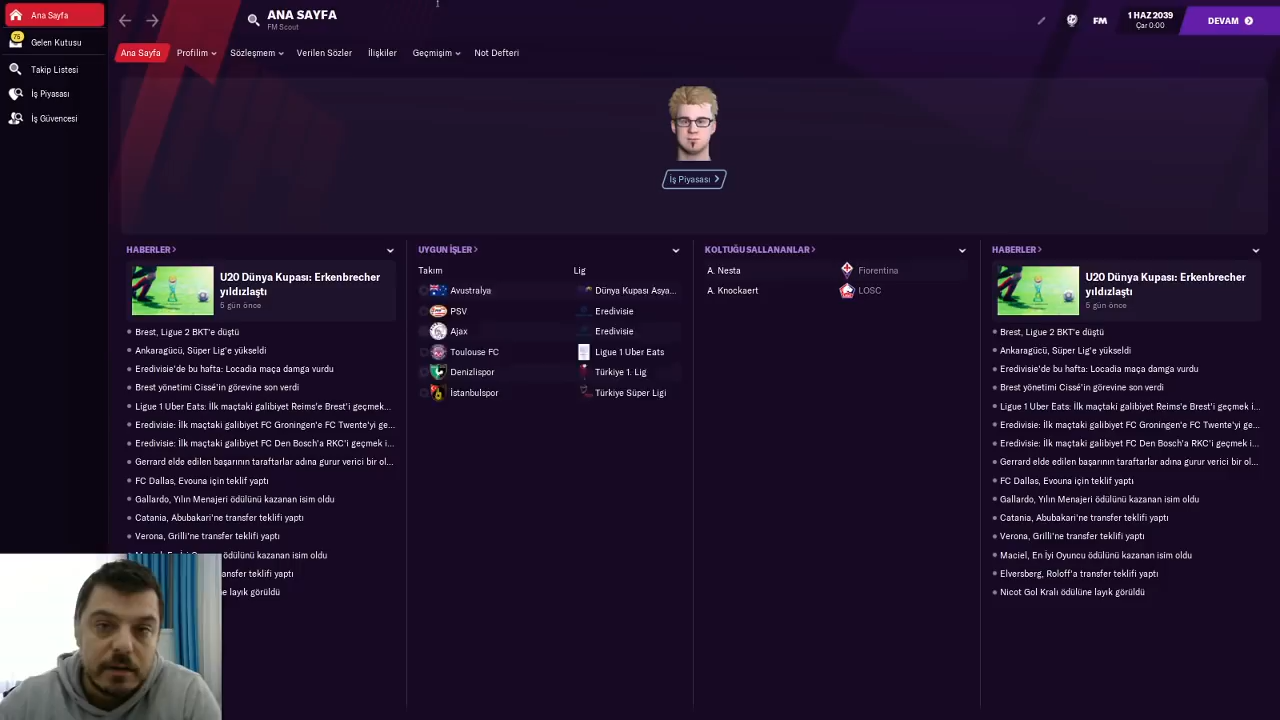 Ana Sayfa
76
Gelen Kutusu
Takip Listesi
İş Piyasası
İş Güvencesi
ANA SAYFA
FM Scout
FM
1 HAZ 2039
Çar 0:00
DEVAM
Ana Sayfa
Profilim
Sözleşmem
Verilen Sözler
İlişkiler
Geçmişim
Not Defteri
İş Piyasası
HABERLER
U20 Dünya Kupası: Erkenbrecher
yıldızlaştı
5 gün önce
Brest, Ligue 2 BKT'e düştü
Ankaragücü, Süper Lig'e yükseldi
Eredivisie'de bu hafta: Locadia maça damga vurdu
Brest yönetimi Cissé'in görevine son verdi
Ligue 1 Uber Eats: İlk maçtaki galibiyet Reims'e Brest'i geçmek...
Eredivisie: İlk maçtaki galibiyet FC Groningen'e FC Twente'yi ge...
Eredivisie: İlk maçtaki galibiyet FC Den Bosch'a RKC'i geçmek i...
Gerrard elde edilen başarının taraftarlar adına gurur verici bir ol...
FC Dallas, Evouna için teklif yaptı
Gallardo, Yılın Menajeri ödülünü kazanan isim oldu
Catania, Abubakari'ne transfer teklifi yaptı
Verona, Grilli'ne transfer teklifi yaptı
ödülünü kazanan isim oldu
transfer teklifi yaptı
layık görüldü
UYGUN İŞLER
Takım
Lig
Avustralya
Dünya Kupası Asya...
PSV
Eredivisie
Ajax
Eredivisie
Toulouse FC
Ligue 1 Uber Eats
Denizlispor
Türkiye 1. Lig
İstanbulspor
Türkiye Süper Ligi
KOLTUĞU SALLANANLAR
A. Nesta
Fiorentina
A. Knockaert
LOSC
HABERLER
U20 Dünya Kupası: Erkenbrecher
yıldızlaştı
5 gün önce
Brest, Ligue 2 BKT'e düştü
Ankaragücü, Süper Lig'e yükseldi
Eredivisie'de bu hafta: Locadia maça damga vurdu
Brest yönetimi Cissé'in görevine son verdi
Ligue 1 Uber Eats: İlk maçtaki galibiyet Reims'e Brest'i geçmek...
Eredivisie: İlk maçtaki galibiyet FC Groningen'e FC Twente'yi ge...
Eredivisie: İlk maçtaki galibiyet FC Den Bosch'a RKC'i geçmek i...
Gerrard elde edilen başarının taraftarlar adına gurur verici bir ol...
FC Dallas, Evouna için teklif yaptı
Gallardo, Yılın Menajeri ödülünü kazanan isim oldu
Catania, Abubakari'ne transfer teklifi yaptı
Verona, Grilli'ne transfer teklifi yaptı
Maciel, En İyi Oyuncu ödülünü kazanan isim oldu
Elversberg, Roloff'a transfer teklifi yaptı
Nicot Gol Kralı ödülüne layık görüldü